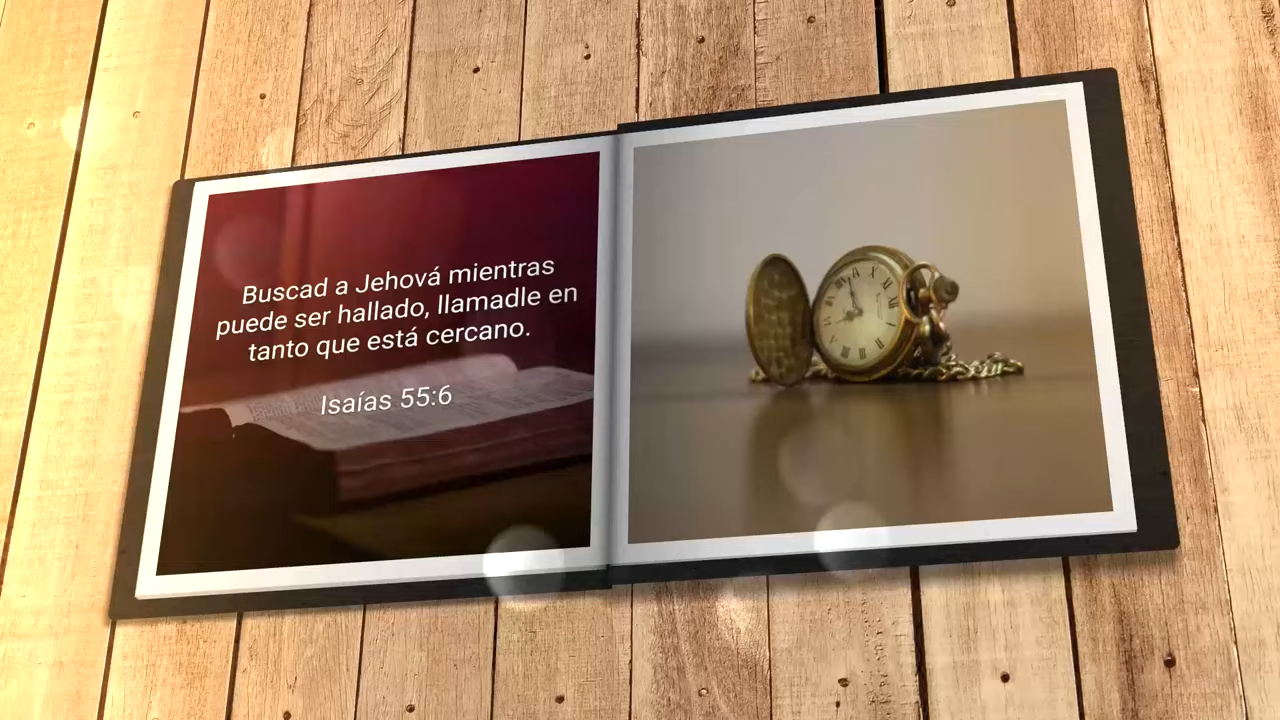 Buscad a Jehová mientras
puede ser hallado, llamadle en
tanto que está cercano.
Isaías 55:6